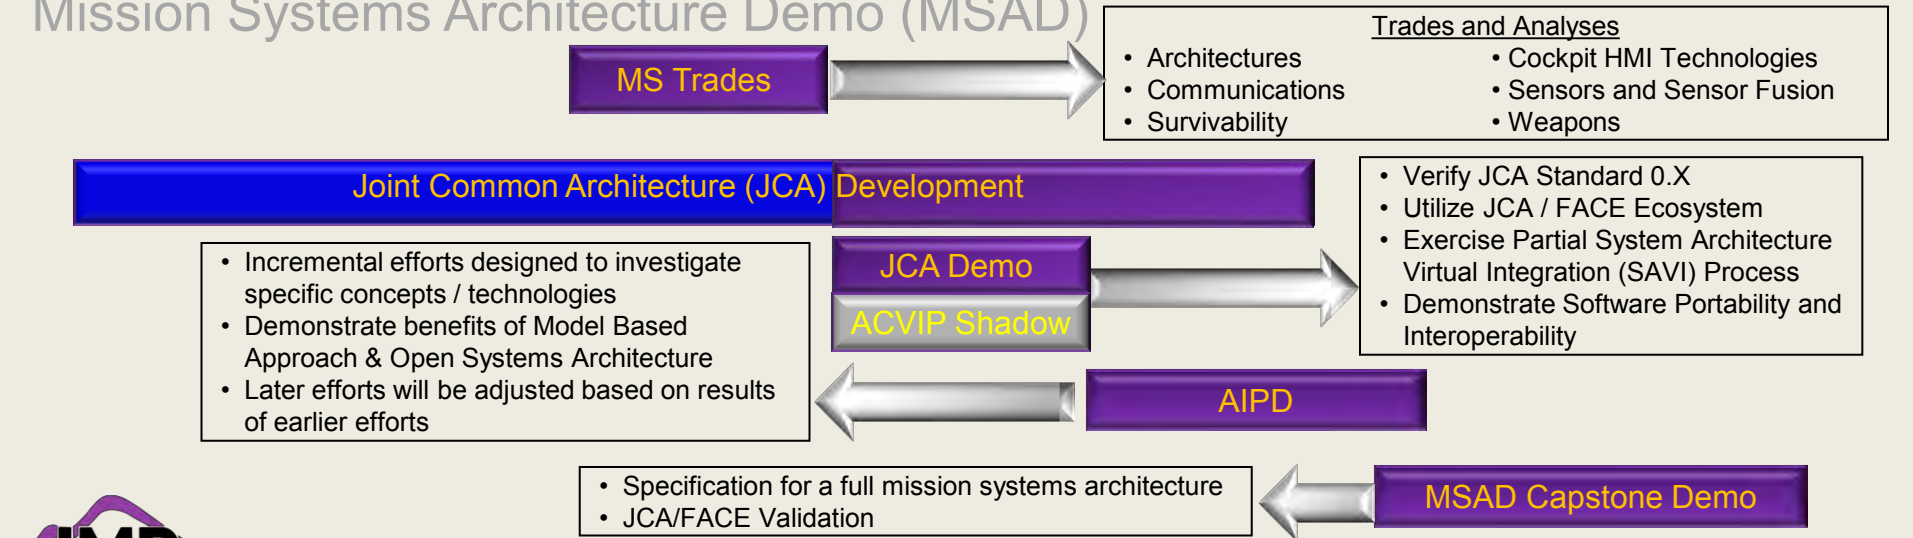 Mission Systems Architecture Demo (MSAD)
MS Trades
Trades and Analyses
• Architectures
• Communications
• Survivability
• Cockpit HMI Technologies
• Sensors and Sensor Fusion
• Weapons
Joint Common Architecture (JCA) Development
• Verify JCA Standard 0.X
• Utilize JCA / FACE Ecosystem
• Exercise Partial System Architecture
Virtual Integration (SAVI) Process
• Demonstrate Software Portability and
Interoperability
JCA Demo
ACVIP Shadow
• Incremental efforts designed to investigate
specific concepts / technologies
• Demonstrate benefits of Model Based
Approach & Open Systems Architecture
• Later efforts will be adjusted based on results
of earlier efforts
AIPD
• Specification for a full mission systems architecture
• JCA/FACE Validation
MSAD Capstone Demo